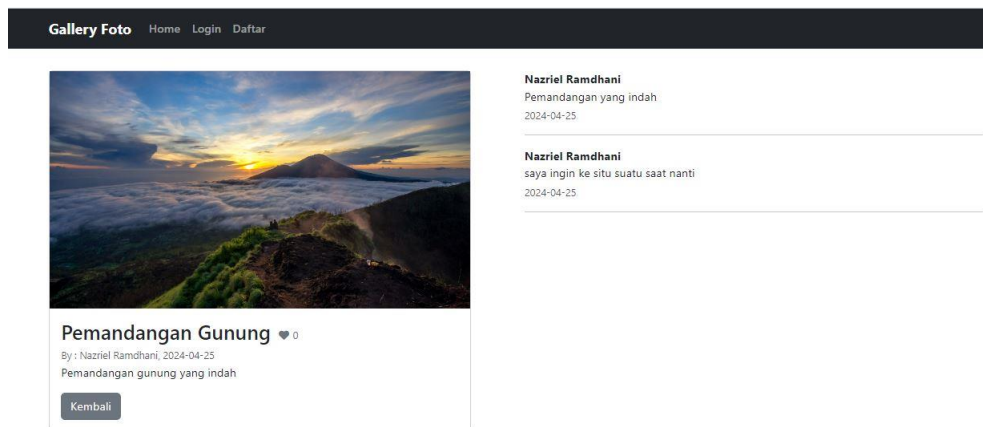 Gallery Foto Home Login Daftar
Pemandangan Gunung 0
By : Nazriel Ramdhani, 2024-04-25
Pemandangan gunung yang indah
Kembali
Nazriel Ramdhani
Pemandangan yang indah
2024-04-25
Nazriel Ramdhani
saya ingin ke situ suatu saat nanti
2024-04-25